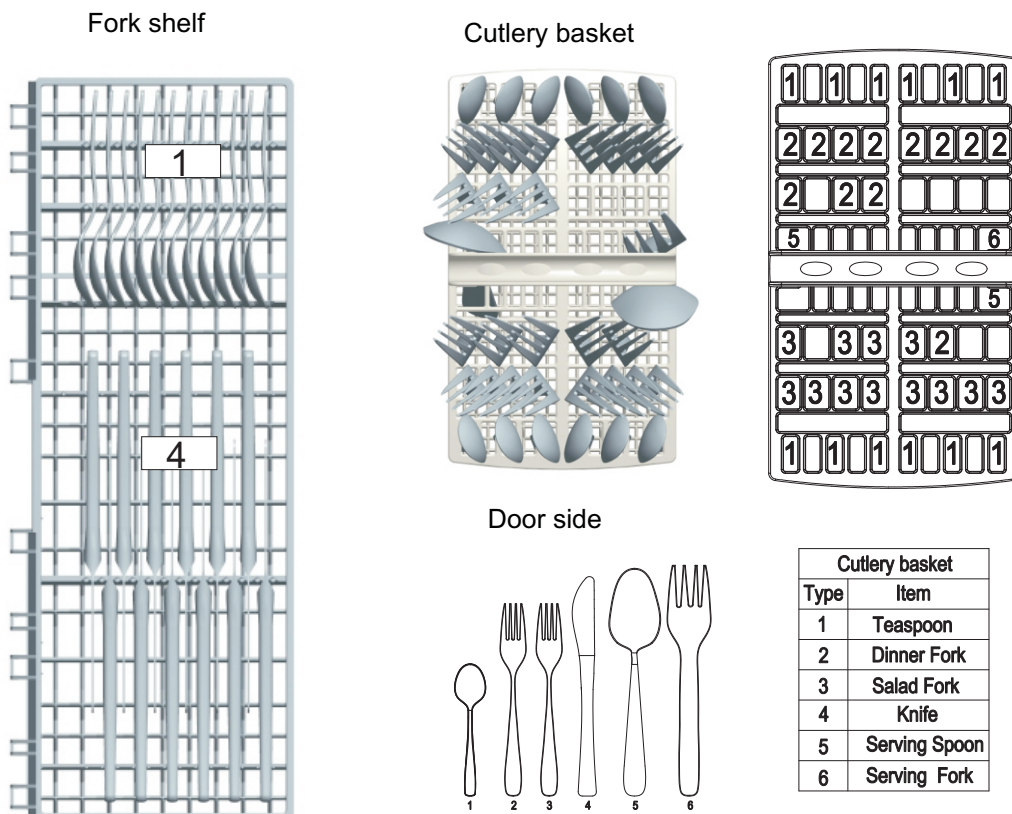 Fork shelf
1
4
Cutlery basket
1 1 1 1 1 1
2 2 2 2 2 2 2 2
2 2 2
5 6
5
3 3 3 3 2
3 3 3 3 3 3 3 3
1 1 1 1 1 1
Door side
1 2 3 4 5 6
Cutlery basket
Type Item
1 Teaspoon
2 Dinner Fork
3 Salad Fork
4 Knife
5 Serving Spoon
6 Serving Fork